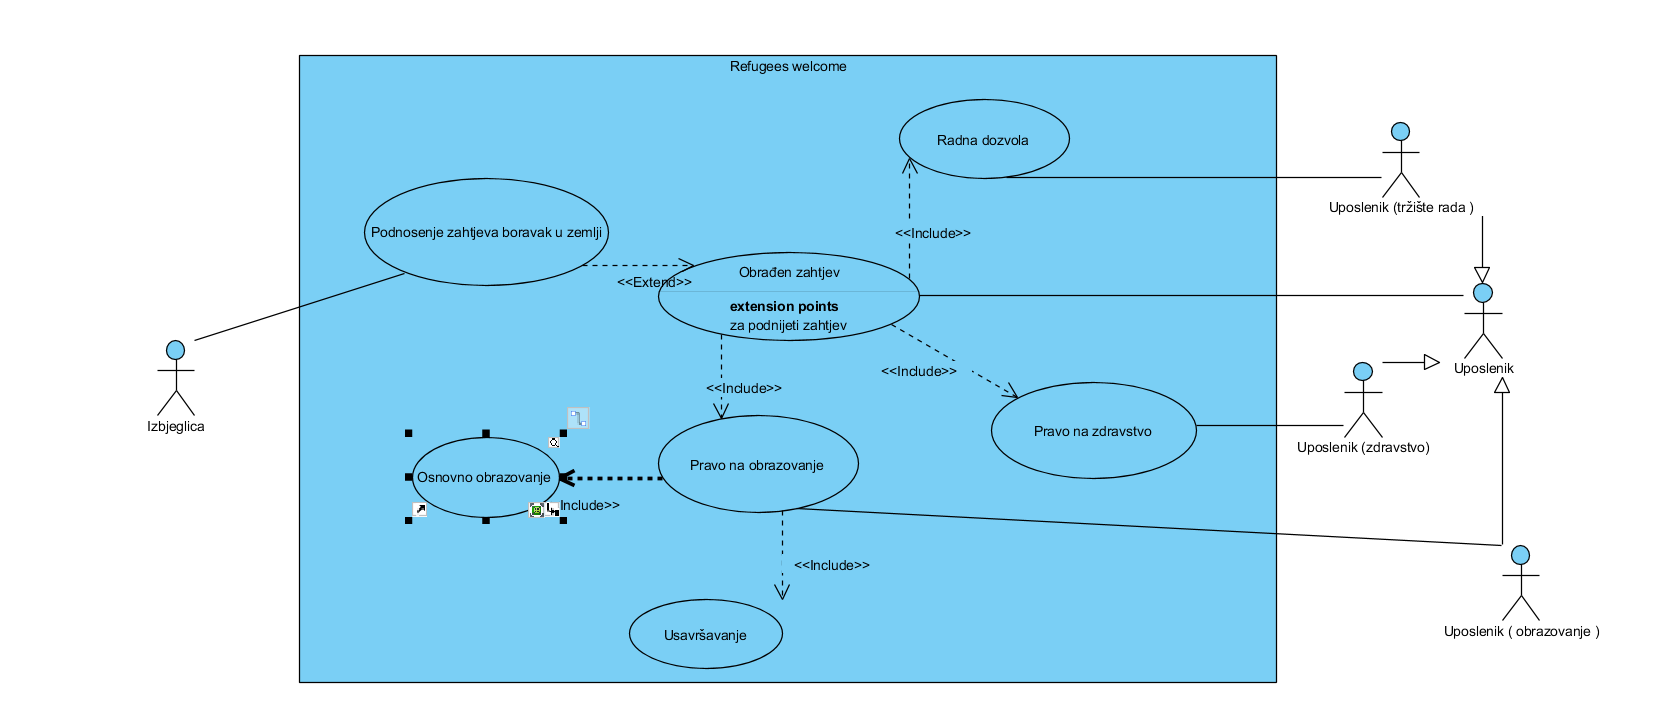 Refugees welcome
Radna dozvola
Uposlenik (tržište rada )
Podnosenje zahtjeva boravak u zemlji
<<Include>>
<<Extend>>
Obrađen zahtjev
extension points
za podnijeti zahtjev
Uposlenik
<<Include>>
<<Include>>
Izbjeglica
Pravo na zdravstvo
Uposlenik (zdravstvo)
Pravo na obrazovanje
Osnovno obrazovanje
Include>>
<<Include>>
Usavršavanje
Uposlenik ( obrazovanje )